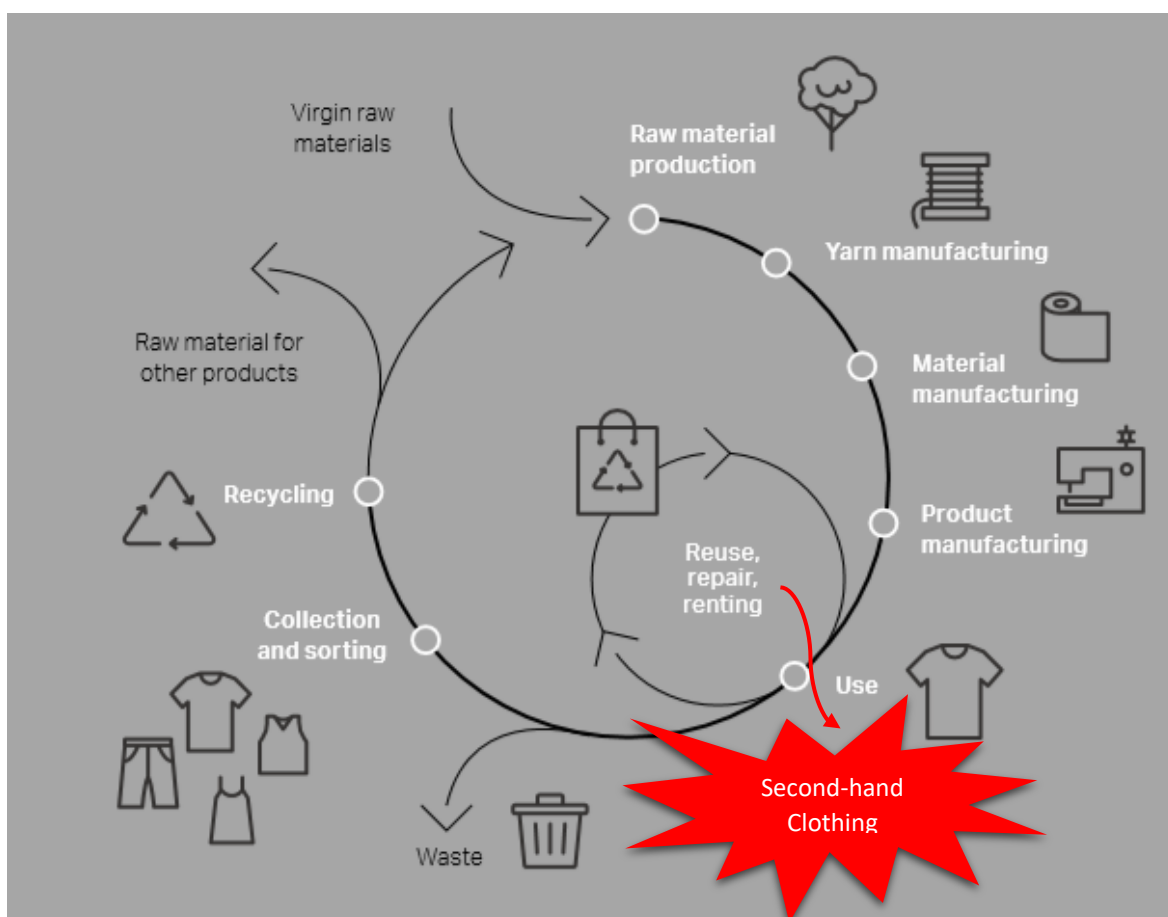 Virgin raw
materials
Raw material
production
Yarn manufacturing
Raw material for
other products
Material
manufacturing
Recycling
Product
manufacturing
Reuse,
repair,
renting
Collection
and sorting
Use
Second-hand
Clothing
Waste